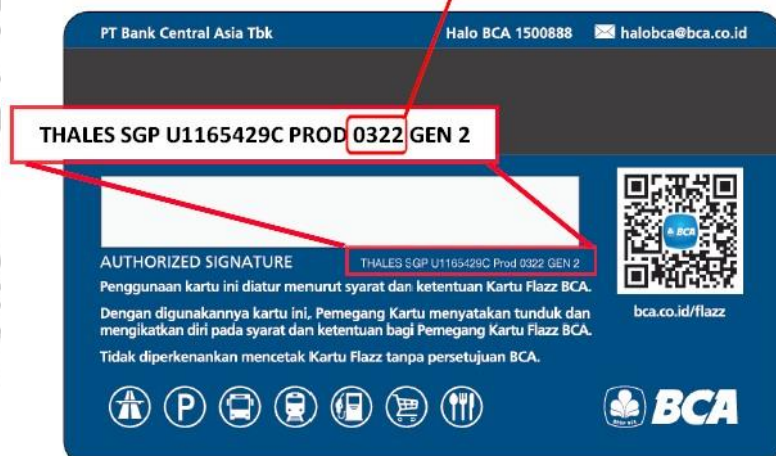 PT Bank Central Asia Tbk Halo BCA 1500888 halobca@bca.co.id
THALES SGP U1165429C PROD 0322 GEN 2
BCA
AUTHORIZED SIGNATURE THALES SGP U1165429C Prod 0322 GEN 2
Penggunaan kartu ini diatur menurut syarat dan ketentuan Kartu Flazz BCA.
Dengan digunakannya kartu ini, Pemegang Kartu menyatakan tunduk dan
mengikatkan diri pada syarat dan ketentuan bagi Pemegang Kartu Flazz BCA.
bca.co.id/flazz
Tidak diperkenankan mencetak Kartu Flazz tanpa persetujuan BCA.
P
BCA